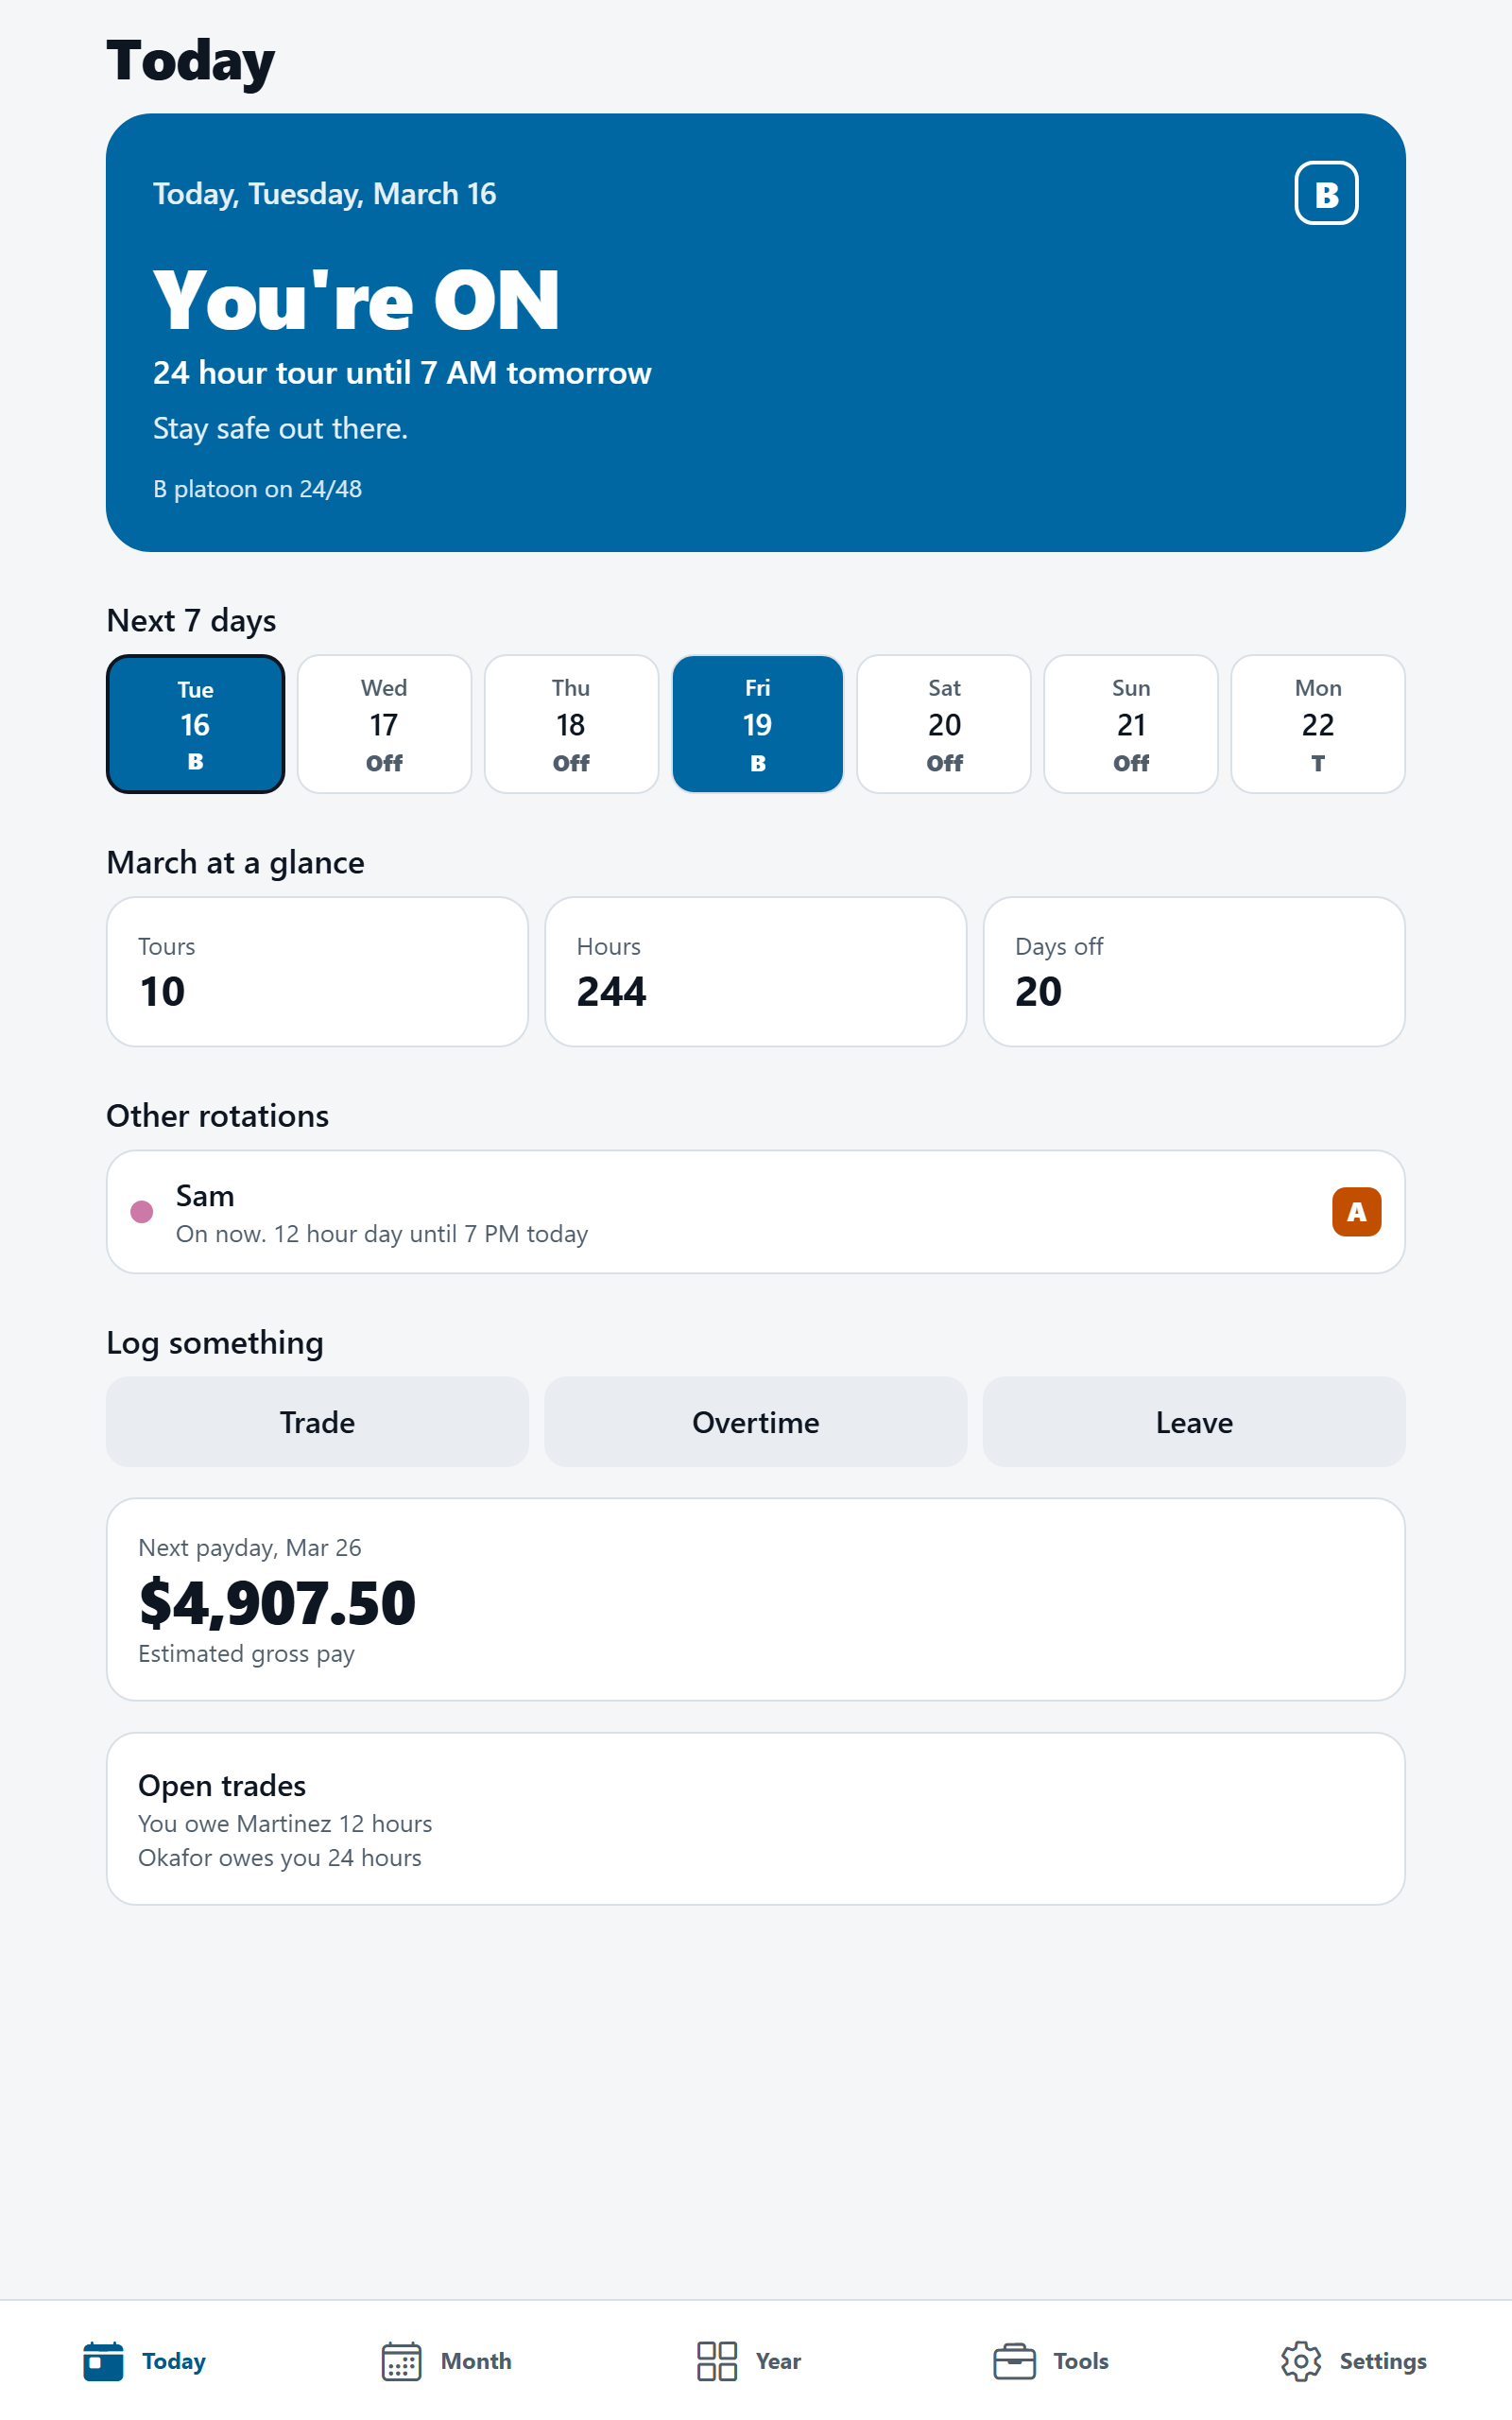 Today
Today, Tuesday, March 16
B
You're ON
24 hour tour until 7 AM tomorrow
Stay safe out there.
B platoon on 24/48
Next 7 days
Tue Wed Thu Fri Sat Sun Mon
16 17 18 19 20 21 22
B Off Off B Off Off T
March at a glance
Tours Hours Days off
10 244 20
Other rotations
Sam
On now. 12 hour day until 7 PM today
A
Log something
Trade Overtime Leave
Next payday, Mar 26
$4,907.50
Estimated gross pay
Open trades
You owe Martinez 12 hours
Okafor owes you 24 hours
Today Month Year Tools Settings